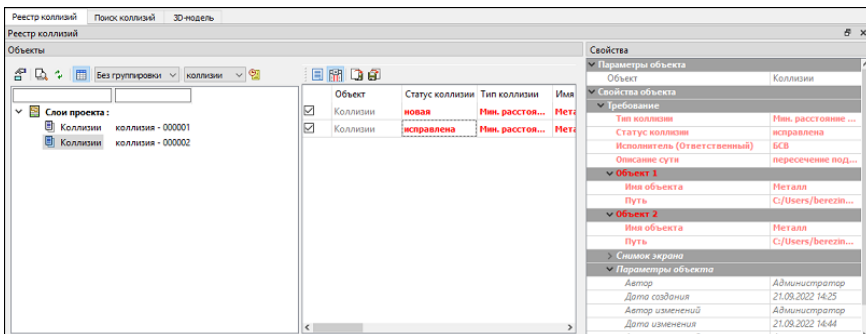 Реестр коллизий Поиск коллизий 3D-модель
Реестр коллизий
Объекты
Без группировки коллизии
Слои проекта :
Коллизии коллизия - 000001
Коллизии коллизия - 000002
Объект Статус коллизии Тип коллизии Имя
Коллизии новая Мин. расстоя... Мета
Коллизии исправлена Мин. расстоя... Мета
Свойства
Параметры объекта
Объект Коллизии
Свойства объекта
Требование
Тип коллизии Мин. расстояние ...
Статус коллизии исправлена
Исполнитель (Ответственный) БСВ
Описание сути пересечение под...
Объект 1
Имя объекта Металл
Путь C:/Users/berezin...
Объект 2
Имя объекта Металл
Путь C:/Users/berezin...
Снимок экрана
Параметры объекта
Автор Администратор
Дата создания 21.09.2022 14:25
Автор изменений Администратор
Дата изменения 21.09.2022 14:44